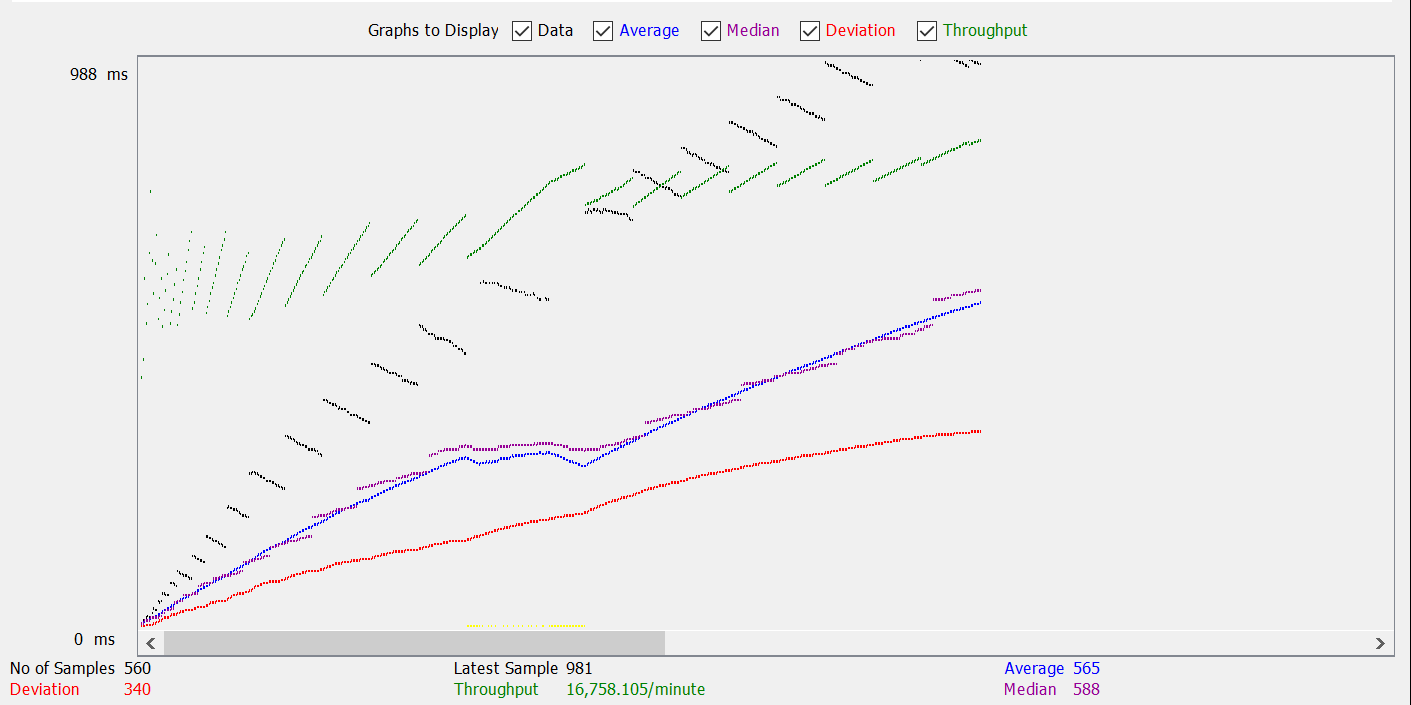 Graphs to Display Data Average Median Deviation Throughput
988 ms
0 ms
No of Samples 560 Latest Sample 981 Average 565
Deviation 340 Throughput 16,758.105/minute Median 588